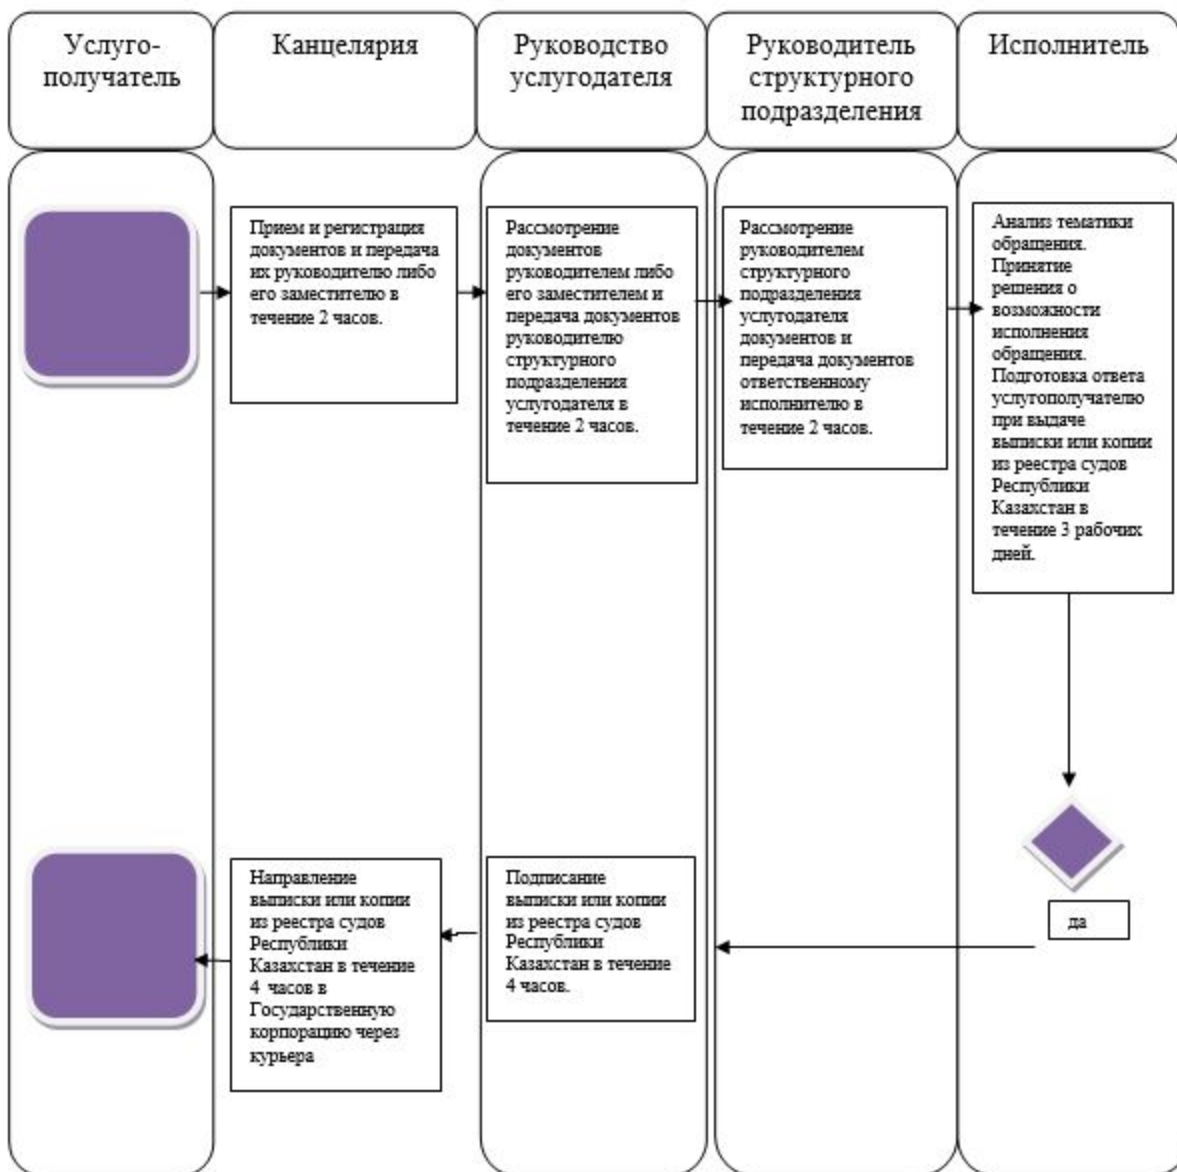 Услуго-
получатель
Канцелярия
Руководство
услугодателя
Руководитель
структурного
подразделения
Исполнитель
Прием и регистрация
документов и передача
их руководителю либо
его заместителю в
течение 2 часов.
Рассмотрение
документов
руководителем либо
его заместителем и
передача документов
руководителю
структурного
подразделения
услугодателя в
течение 2 часов.
Рассмотрение
руководителем
структурного
подразделения
услугодателя
документов и
передача документов
ответственному
исполнителю в
течение 2 часов.
Анализ тематики
обращения.
Принятие
решения о
возможности
исполнения
обращения.
Подготовка ответа
услугополучателю
при выдаче
выписки или копии
из реестра судов
Республики
Казахстан в
течение 3 рабочих
дней.
да
Подписание
выписки или копии
из реестра судов
Республики
Казахстан в течение
4 часов.
Направление
выписки или копии
из реестра судов
Республики
Казахстан в течение
4 часов в
Государственную
корпорацию через
курьера